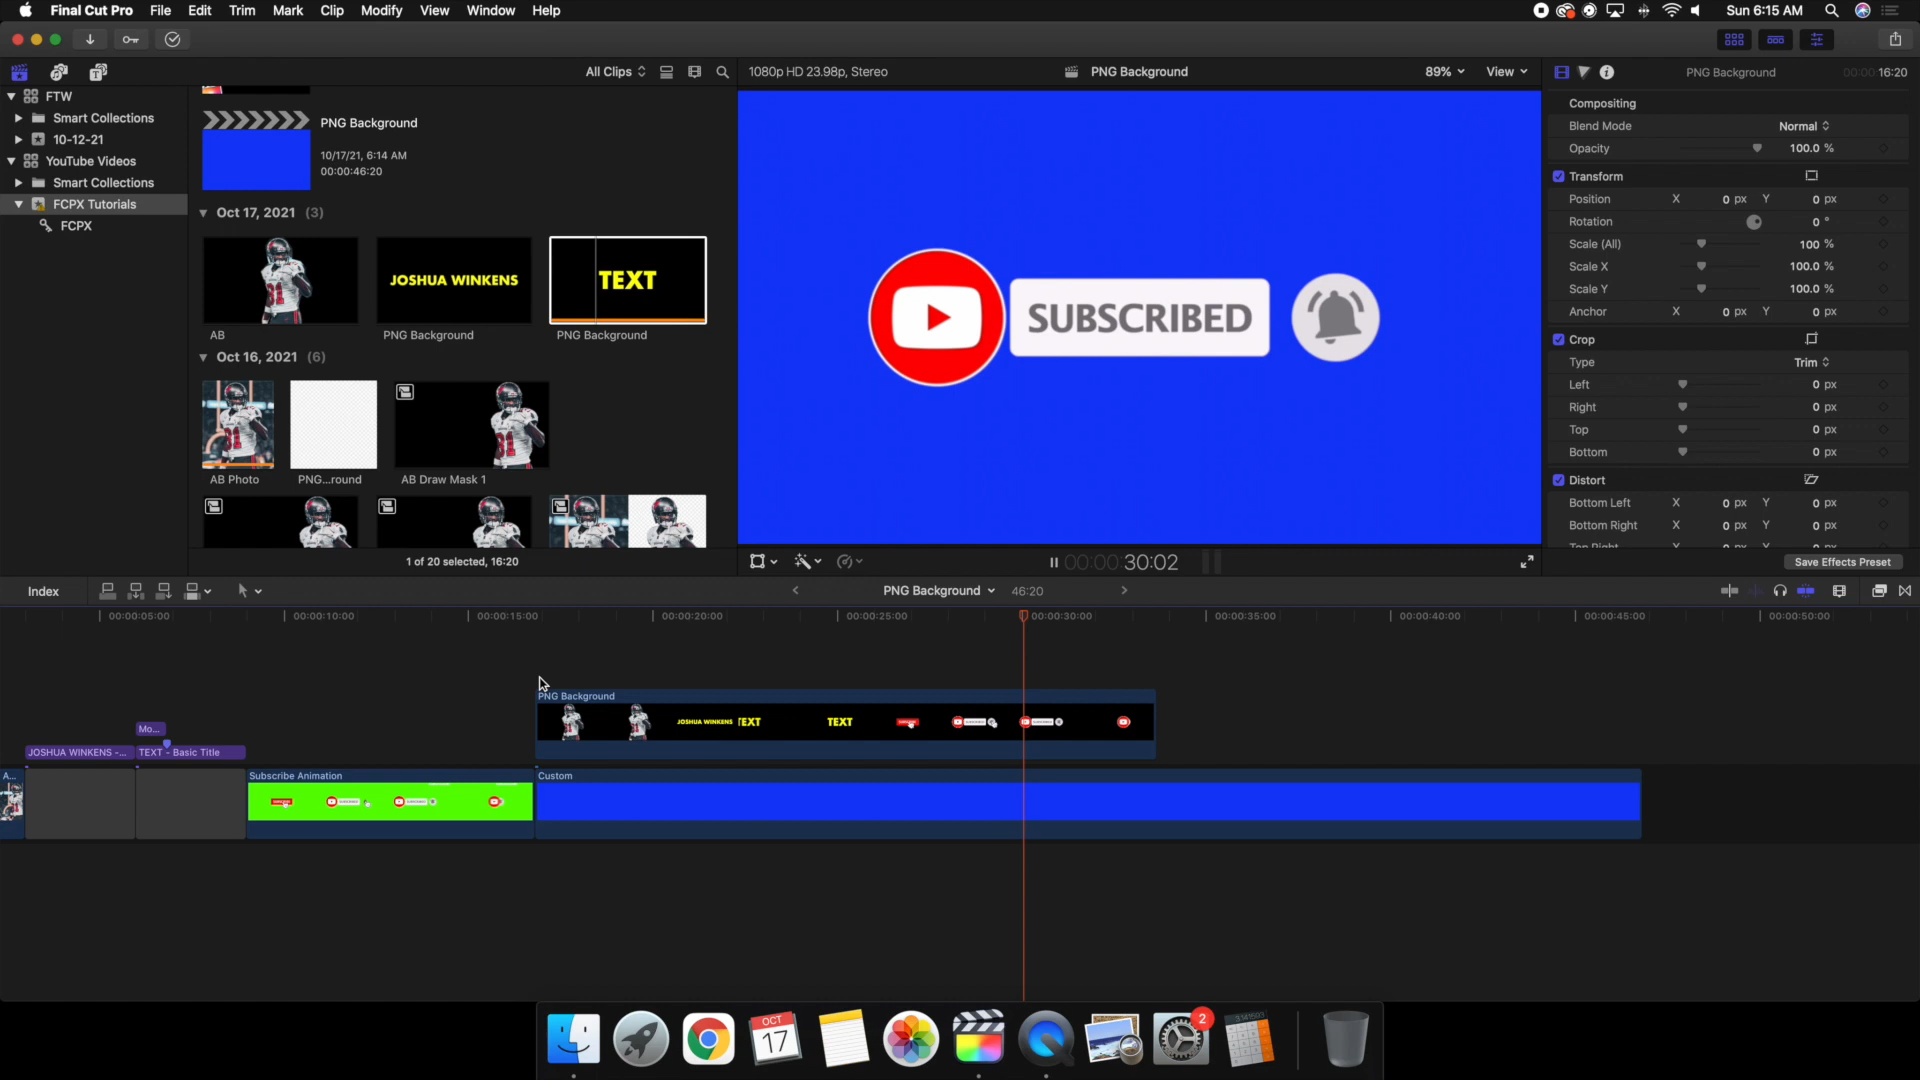 Final Cut Pro File Edit Trim Mark Clip Modify View Window Help
Sun 6:15 AM
All Clips
1080p HD 23.98p, Stereo
PNG Background
89%
View
PNG Background
00:00:16:20
FTW
Smart Collections
10-12-21
YouTube Videos
Smart Collections
FCPX Tutorials
FCPX
PNG Background
10/17/21, 6:14 AM
00:00:46:20
Oct 17, 2021 (3)
JOSHUA WINKENS
TEXT
AB
PNG Background
PNG Background
Oct 16, 2021 (6)
AB Photo
PNG...round
AB Draw Mask 1
1 of 20 selected, 16:20
SUBSCRIBED
00:00:30:02
Compositing
Blend Mode Normal
Opacity 100.0 %
Transform
Position X 0 px Y 0 px
Rotation 0 °
Scale (All) 100 %
Scale X 100.0 %
Scale Y 100.0 %
Anchor X 0 px Y 0 px
Crop
Type Trim
Left 0 px
Right 0 px
Top 0 px
Bottom 0 px
Distort
Bottom Left X 0 px Y 0 px
Bottom Right X 0 px Y 0 px
Top Right X 0 px Y 0 px
Save Effects Preset
Index
PNG Background 46:20
00:00:05:00 00:00:10:00 00:00:15:00 00:00:20:00 00:00:25:00 00:00:30:00 00:00:35:00 00:00:40:00 00:00:45:00 00:00:50:00
PNG Background
JOSHUA WINKENS TEXT
TEXT
Mo...
JOSHUA WINKENS -...
TEXT - Basic Title
A...
Subscribe Animation
Custom
OCT
17
2